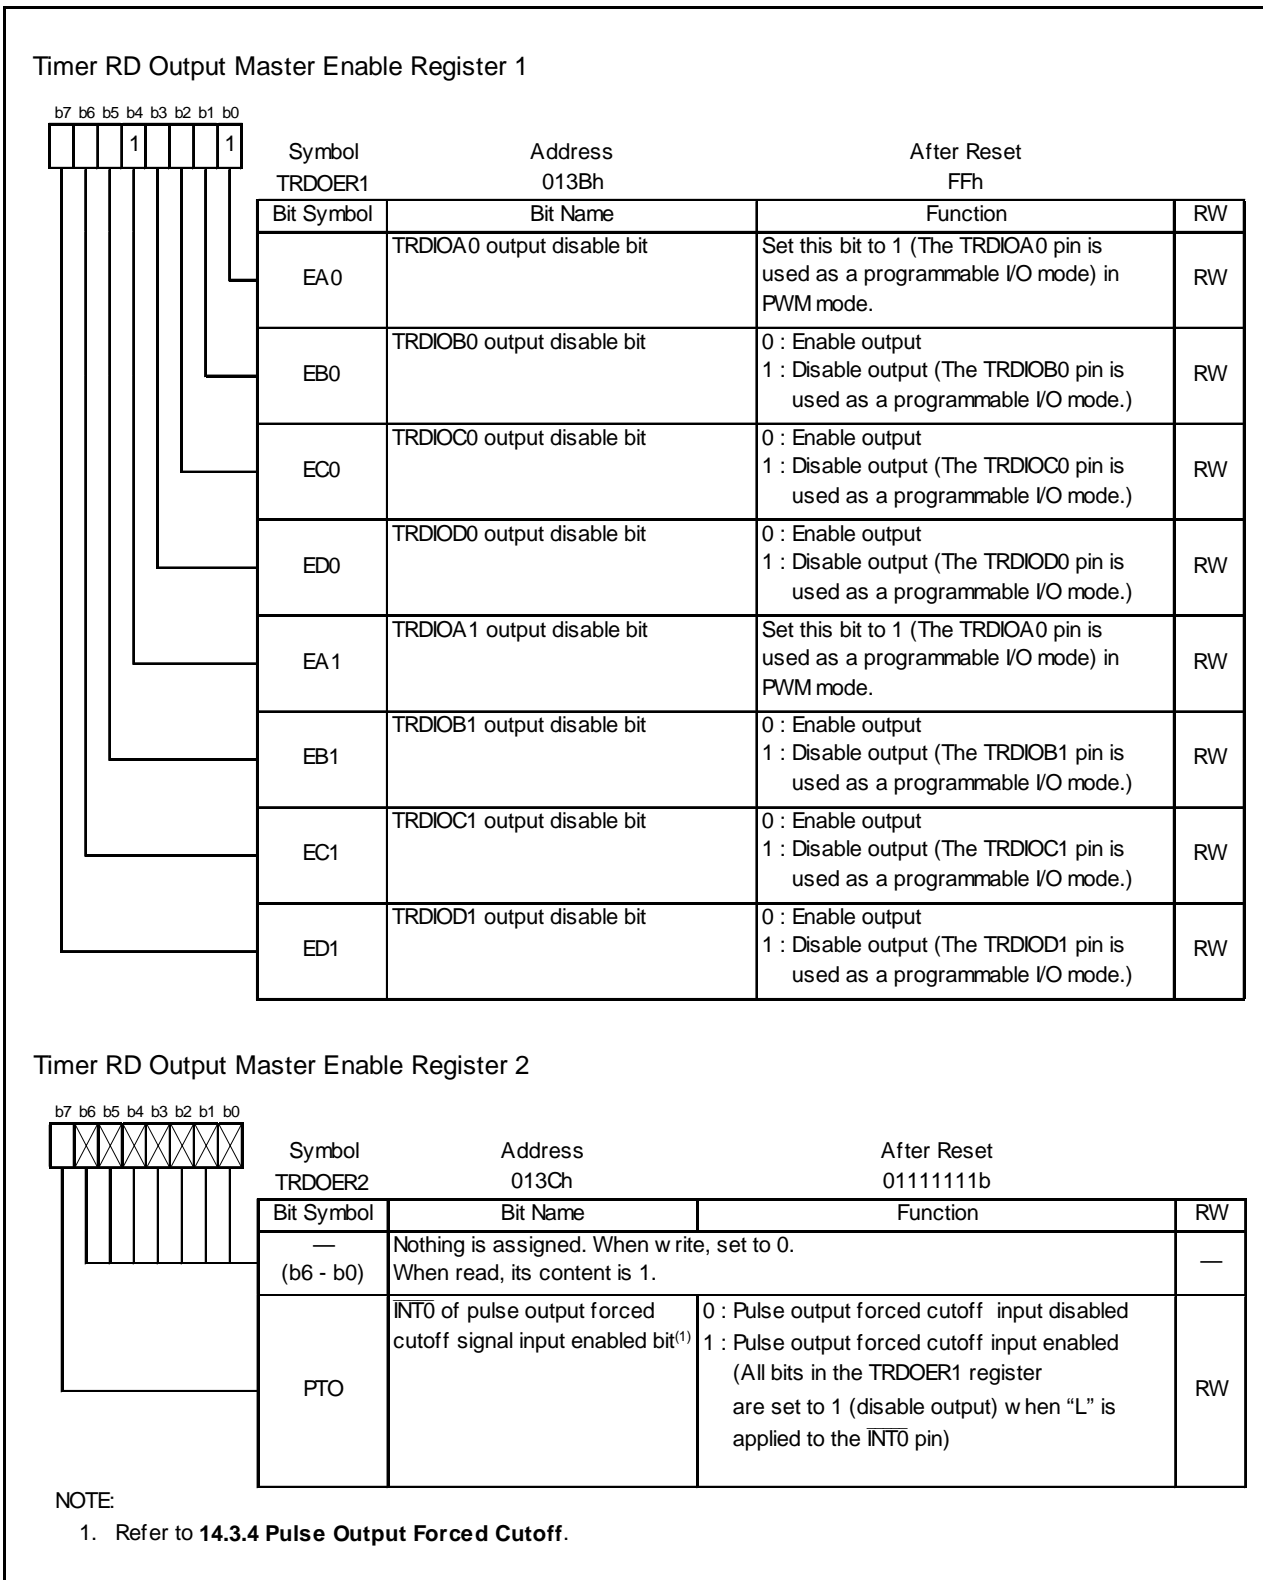 Timer RD Output Master Enable Register 1
b7 b6 b5 b4 b3 b2 b1 b0
1 1
Symbol Address After Reset
TRDOER1 013Bh FFh
Bit Symbol Bit Name Function RW
EA0 TRDIOA0 output disable bit Set this bit to 1 (The TRDIOA0 pin is
used as a programmable I/O mode) in
PWM mode. RW
EB0 TRDIOB0 output disable bit 0 : Enable output
1 : Disable output (The TRDIOB0 pin is
used as a programmable I/O mode.) RW
EC0 TRDIOC0 output disable bit 0 : Enable output
1 : Disable output (The TRDIOC0 pin is
used as a programmable I/O mode.) RW
ED0 TRDIOD0 output disable bit 0 : Enable output
1 : Disable output (The TRDIOD0 pin is
used as a programmable I/O mode.) RW
EA1 TRDIOA1 output disable bit Set this bit to 1 (The TRDIOA0 pin is
used as a programmable I/O mode) in
PWM mode. RW
EB1 TRDIOB1 output disable bit 0 : Enable output
1 : Disable output (The TRDIOB1 pin is
used as a programmable I/O mode.) RW
EC1 TRDIOC1 output disable bit 0 : Enable output
1 : Disable output (The TRDIOC1 pin is
used as a programmable I/O mode.) RW
ED1 TRDIOD1 output disable bit 0 : Enable output
1 : Disable output (The TRDIOD1 pin is
used as a programmable I/O mode.) RW
Timer RD Output Master Enable Register 2
b7 b6 b5 b4 b3 b2 b1 b0
Symbol Address After Reset
TRDOER2 013Ch 01111111b
Bit Symbol Bit Name Function RW
— Nothing is assigned. When write, set to 0. —
(b6 - b0) When read, its content is 1.
PTO INT0 of pulse output forced
cutoff signal input enabled bit(1)
0 : Pulse output forced cutoff input disabled
1 : Pulse output forced cutoff input enabled
(All bits in the TRDOER1 register
are set to 1 (disable output) when “L” is
applied to the INT0 pin) RW
NOTE:
1. Refer to 14.3.4 Pulse Output Forced Cutoff.